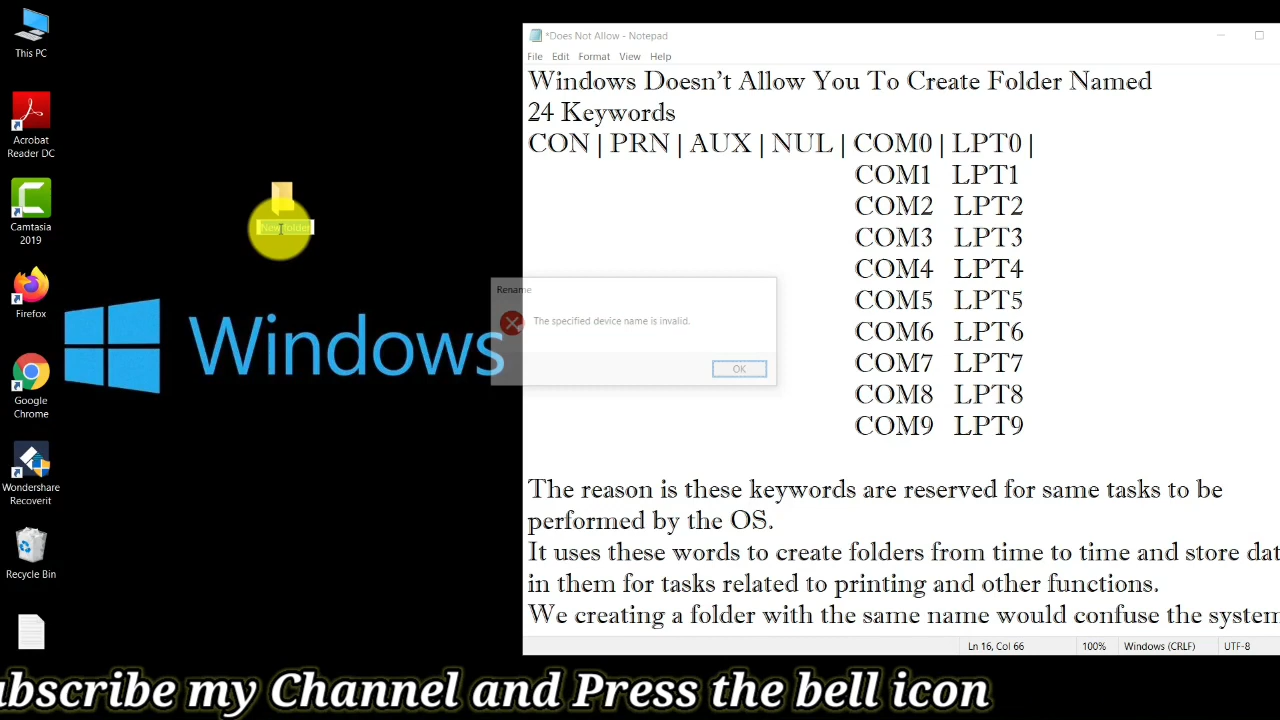 This PC
Acrobat
Reader DC
Camtasia
2019
Firefox
Google
Chrome
Wondershare
Recoverit
Recycle Bin
New folder
Windows
*Does Not Allow - Notepad
File Edit Format View Help
Windows Doesn't Allow You To Create Folder Named
24 Keywords
CON | PRN | AUX | NUL | COM0 | LPT0 |
COM1 LPT1
COM2 LPT2
COM3 LPT3
COM4 LPT4
COM5 LPT5
COM6 LPT6
COM7 LPT7
COM8 LPT8
COM9 LPT9
The reason is these keywords are reserved for same tasks to be
performed by the OS.
It uses these words to create folders from time to time and store dat
in them for tasks related to printing and other functions.
We creating a folder with the same name would confuse the system
Rename
The specified device name is invalid.
OK
Ln 16, Col 66 100% Windows (CRLF) UTF-8
ubscribe my Channel and Press the bell icon